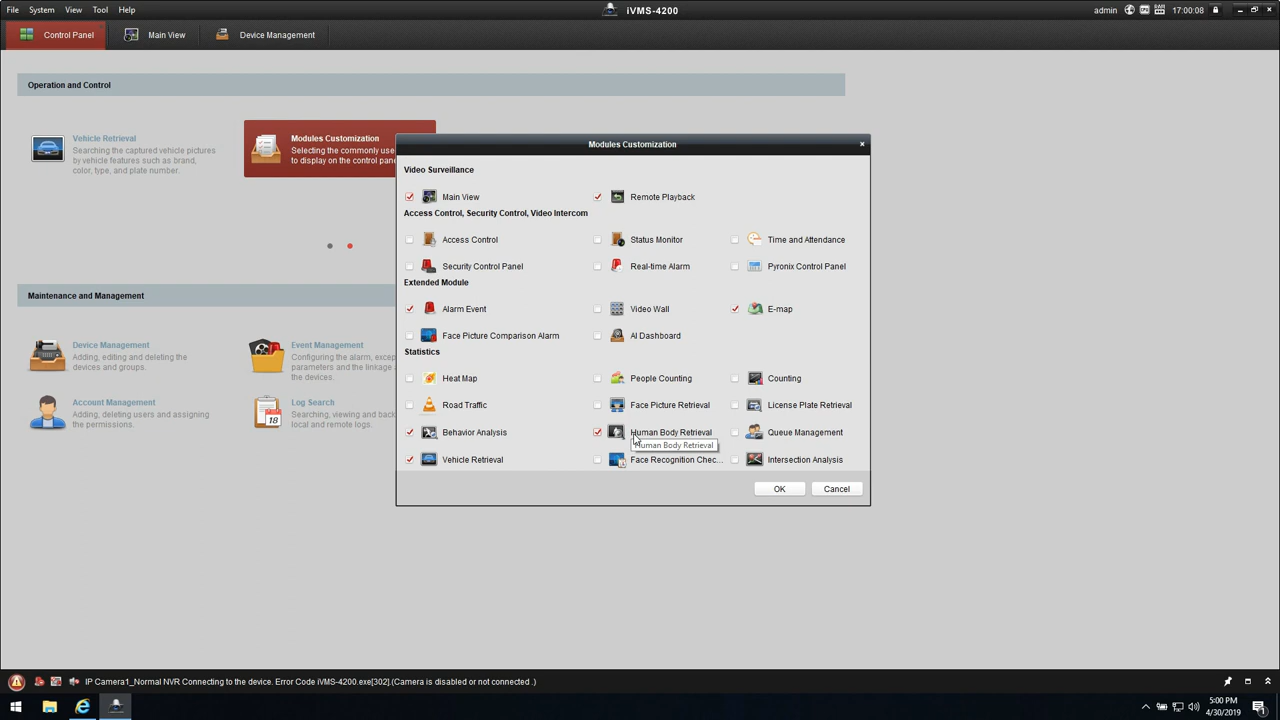 File System View Tool Help
iVMS-4200
admin 17:00:08
Control Panel Main View Device Management
Operation and Control
Vehicle Retrieval
Searching the captured vehicle pictures
by vehicle features such as brand,
color, type, and plate number.
Modules Customization
Selecting the commonly use
to display on the control pane
Modules Customization
Video Surveillance
Main View Remote Playback
Access Control, Security Control, Video Intercom
Access Control Status Monitor Time and Attendance
Security Control Panel Real-time Alarm Pyronix Control Panel
Extended Module
Alarm Event Video Wall E-map
Face Picture Comparison Alarm AI Dashboard
Statistics
Heat Map People Counting Counting
Road Traffic Face Picture Retrieval License Plate Retrieval
Behavior Analysis Human Body Retrieval Queue Management
Human Body Retrieval
Vehicle Retrieval Face Recognition Chec... Intersection Analysis
OK Cancel
Maintenance and Management
Device Management
Adding, editing and deleting the
devices and groups.
Event Management
Configuring the alarm, excep
parameters and the linkage a
the devices.
Account Management
Adding, deleting users and assigning
the permissions.
18
Log Search
Searching, viewing and back
local and remote logs.
IP Camera1_Normal NVR Connecting to the device. Error Code iVMS-4200.exe[302].(Camera is disabled or not connected .)
5:00 PM
4/30/2019
1